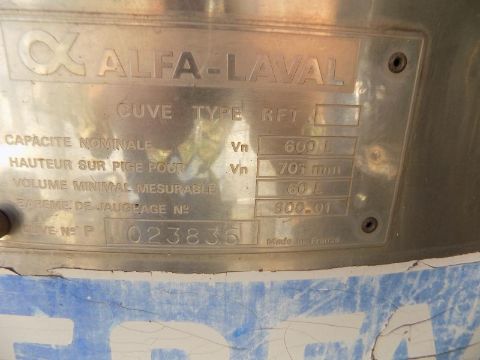 ALFA-LAVAL
CUVE TYPE RFT
CAPACITE NOMINALE Vn 600 L
HAUTEUR SUR PIGE POUR Vn 701 mm
VOLUME MINIMAL MESURABLE 60 L
BAREME DE JAUGEAGE Nº 600-01
CUVE Nº P 023836
Made in France